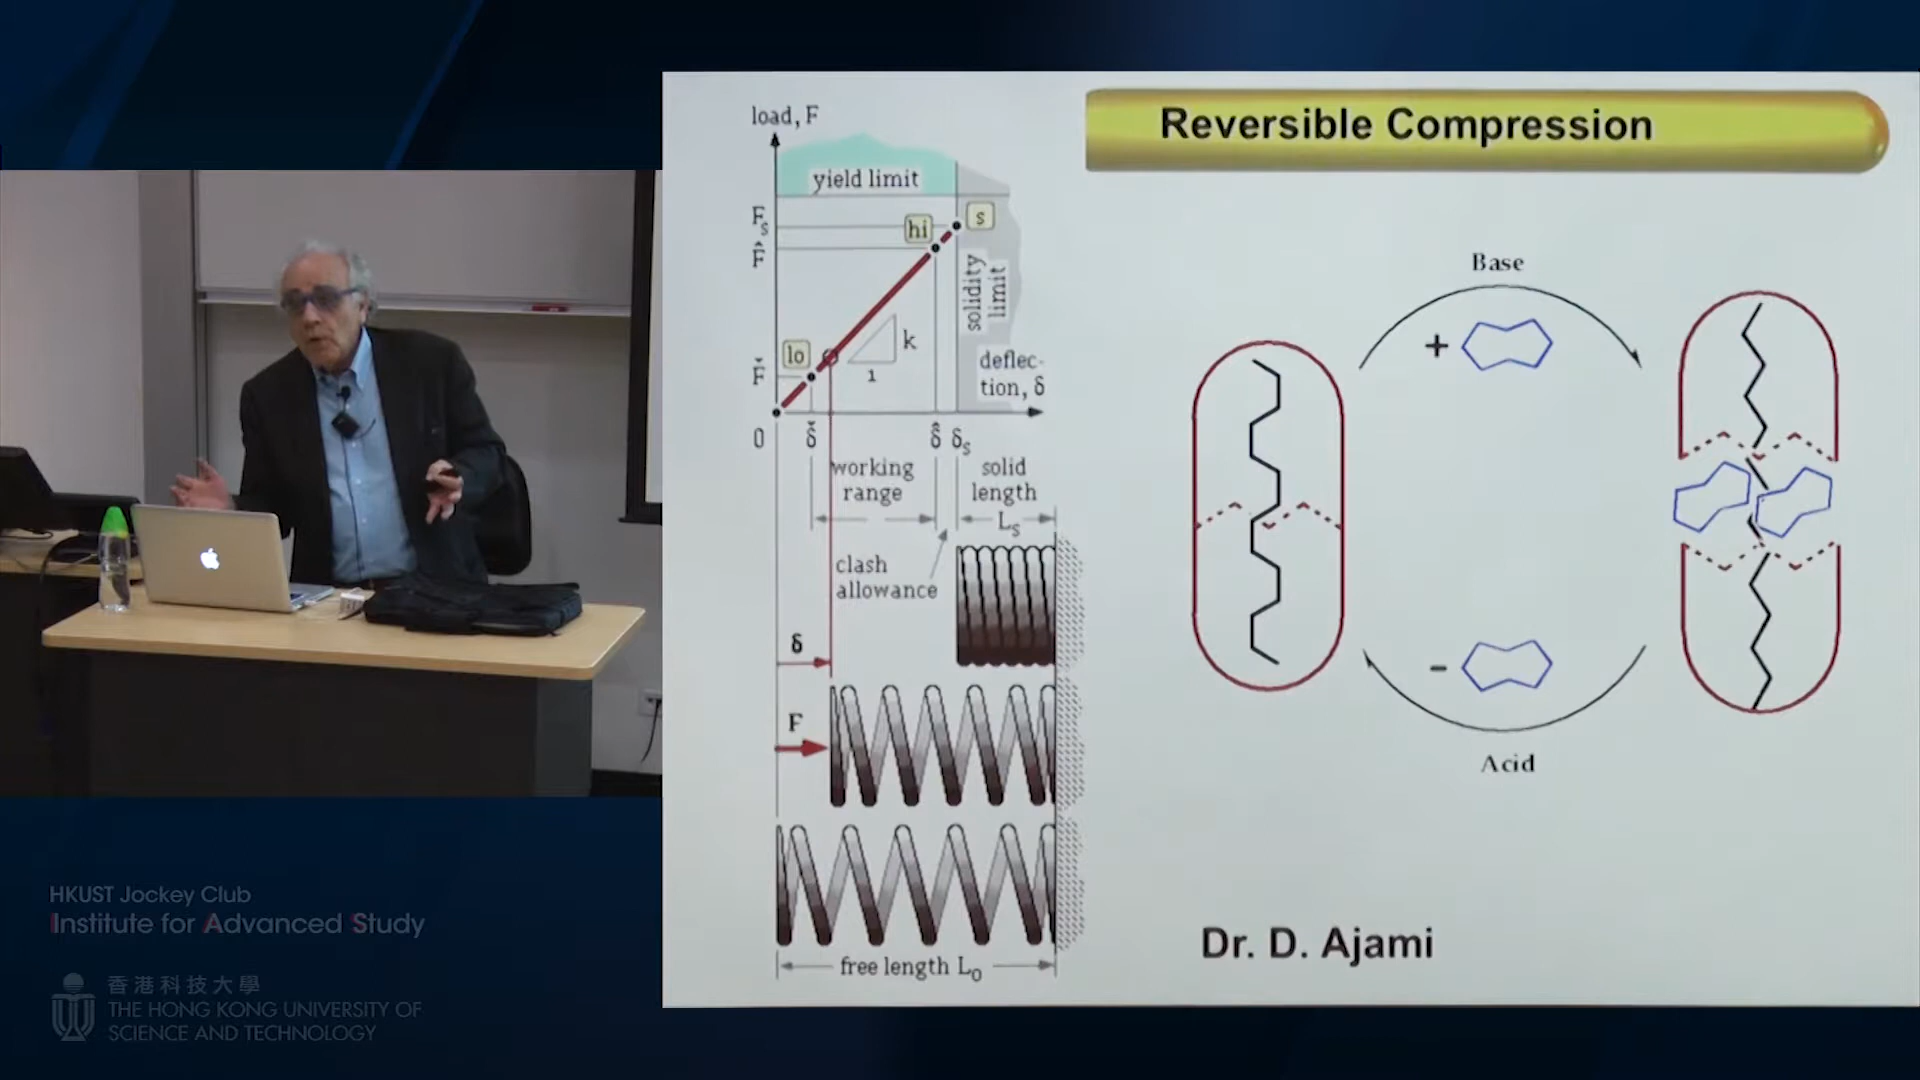 Reversible Compression
load, F
yield limit
Fs
s
hi
F̂
solidity
limit
lo
k
F̌
1
deflec-
tion, δ
0
δ̌
δ̂
δs
working
range
solid
length
Ls
clash
allowance
δ
F
free length Lo
Base
+
-
Acid
Dr. D. Ajami
HKUST Jockey Club
Institute for Advanced Study
香港科技大學
THE HONG KONG UNIVERSITY OF
SCIENCE AND TECHNOLOGY